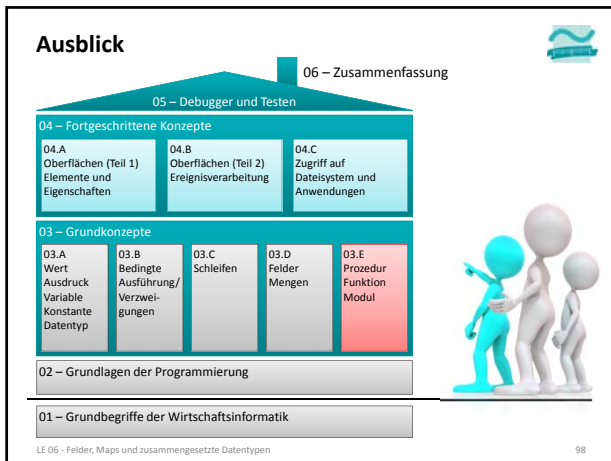 Ausblick
06 – Zusammenfassung
05 – Debugger und Testen
04 – Fortgeschrittene Konzepte
04.A
Oberflächen (Teil 1)
Elemente und
Eigenschaften
04.B
Oberflächen (Teil 2)
Ereignisverarbeitung
04.C
Zugriff auf
Dateisystem und
Anwendungen
03 – Grundkonzepte
03.A
Wert
Ausdruck
Variable
Konstante
Datentyp
03.B
Bedingte
Ausführung/
Verzwei-
gungen
03.C
Schleifen
03.D
Felder
Mengen
03.E
Prozedur
Funktion
Modul
02 – Grundlagen der Programmierung
01 – Grundbegriffe der Wirtschaftsinformatik
LE 06 - Felder, Maps und zusammengesetzte Datentypen
98